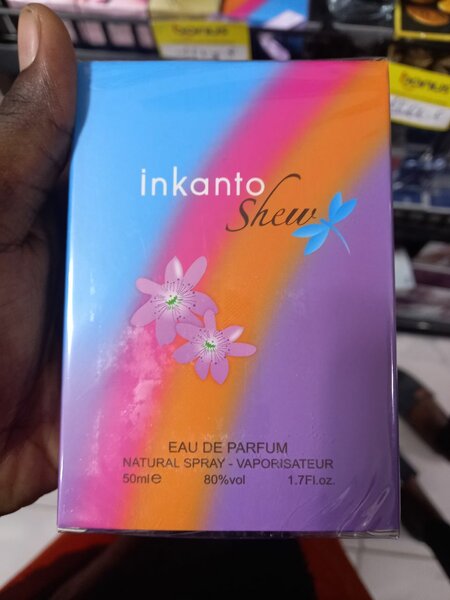 inkanto
Shew
EAU DE PARFUM
NATURAL SPRAY - VAPORISATEUR
50ml e 80%vol 1.7Fl.oz.